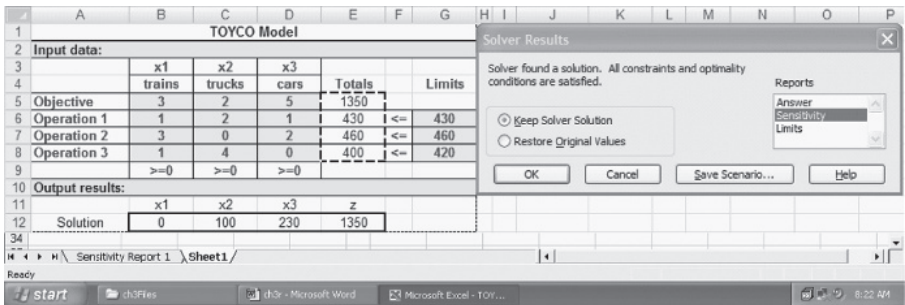 A B C D E F G H I J K L M N O P
1 TOYCO Model
2 Input data:
3 x1 x2 x3
4 trains trucks cars Totals Limits
5 Objective 3 2 5 1350
6 Operation 1 1 2 1 430 <= 430
7 Operation 2 3 0 2 460 <= 460
8 Operation 3 1 4 0 400 <= 420
9 >=0 >=0 >=0
10 Output results:
11 x1 x2 x3 z
12 Solution 0 100 230 1350
34
Solver Results
Solver found a solution. All constraints and optimality
conditions are satisfied.
Reports
Answer
Sensitivity
Limits
Keep Solver Solution
Restore Original Values
OK Cancel Save Scenario... Help
Sensitivity Report 1 Sheet1
Ready
start ch3Files ch3r - Microsoft Word Microsoft Excel - TOY... 8:22 AM